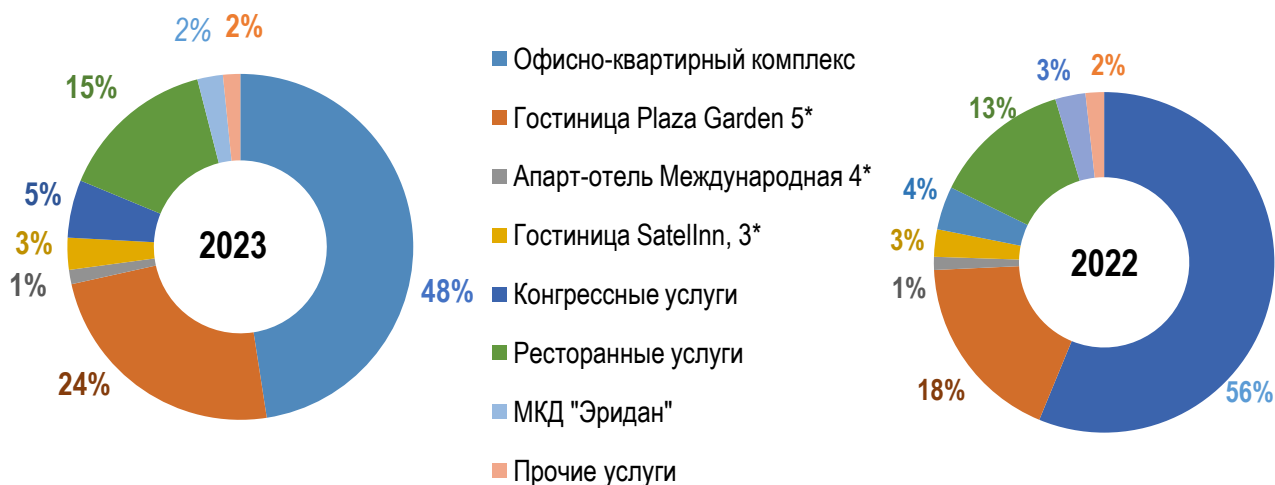 2%
2%
15%
5%
3%
1%
24%
48%
2023
Офисно-квартирный комплекс
Гостиница Plaza Garden 5*
Апарт-отель Международная 4*
Гостиница SatelInn, 3*
Конгрессные услуги
Ресторанные услуги
МКД "Эридан"
Прочие услуги
3%
2%
13%
4%
3%
1%
18%
56%
2022